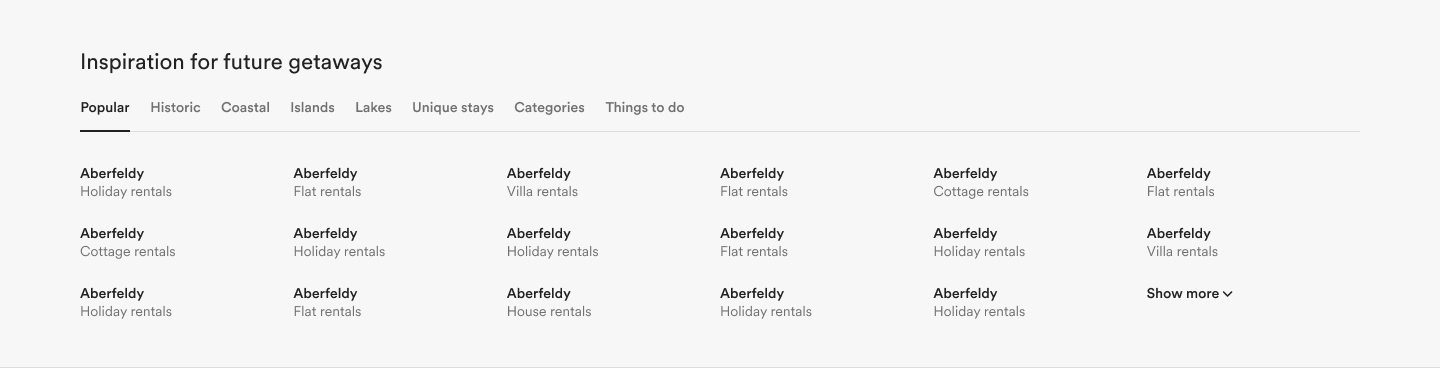 Inspiration for future getaways
Popular Historic Coastal Islands Lakes Unique stays Categories Things to do
Aberfeldy Aberfeldy Aberfeldy Aberfeldy Aberfeldy Aberfeldy
Holiday rentals Flat rentals Villa rentals Flat rentals Cottage rentals Flat rentals
Aberfeldy Aberfeldy Aberfeldy Aberfeldy Aberfeldy Aberfeldy
Cottage rentals Holiday rentals Holiday rentals Flat rentals Holiday rentals Villa rentals
Aberfeldy Aberfeldy Aberfeldy Aberfeldy Aberfeldy Show more
Holiday rentals Flat rentals House rentals Holiday rentals Holiday rentals